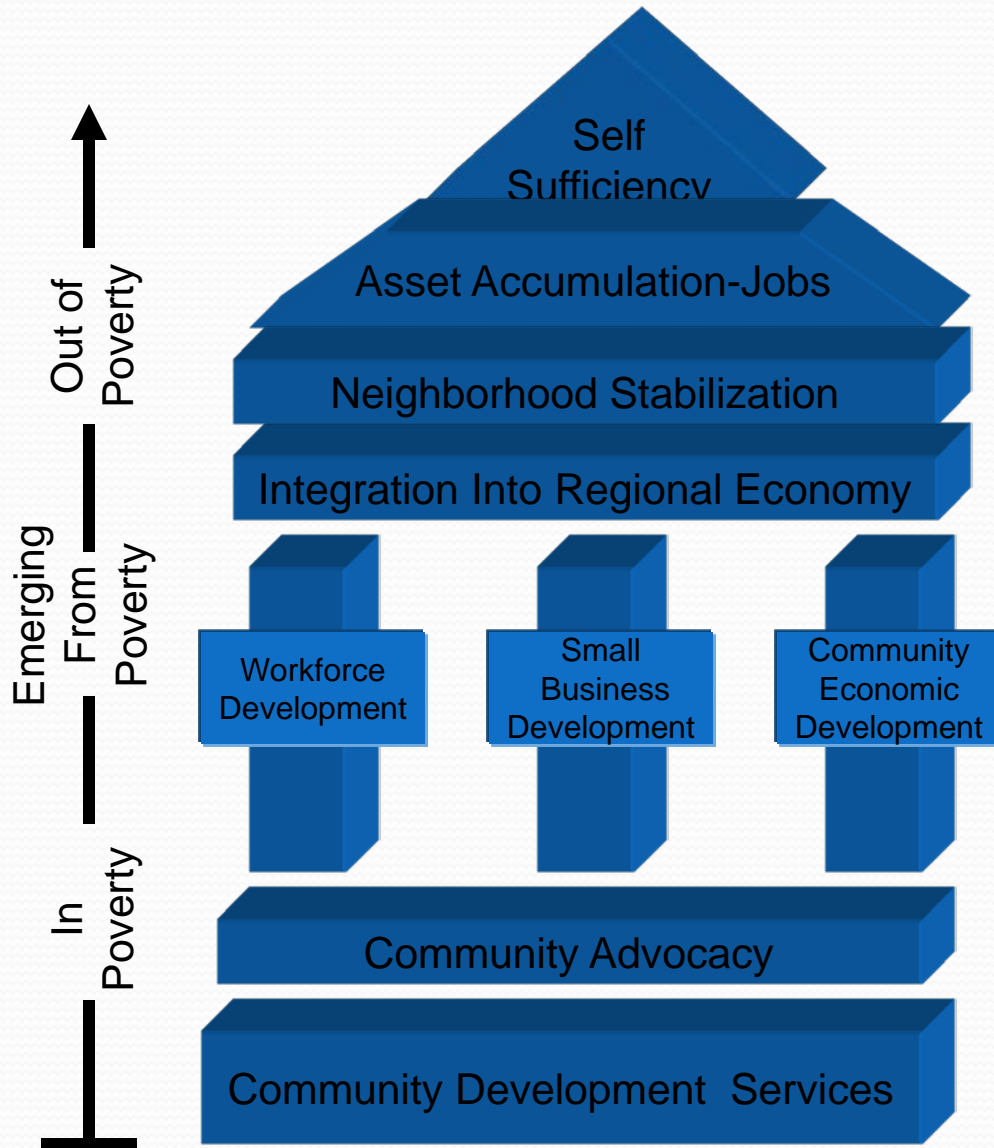 Self
Sufficiency
Asset Accumulation-Jobs
Neighborhood Stabilization
Integration Into Regional Economy
Workforce
Development
Small
Business
Development
Community
Economic
Development
Community Advocacy
Community Development  Services
Out of
Poverty
Emerging
From
Poverty
In
Poverty